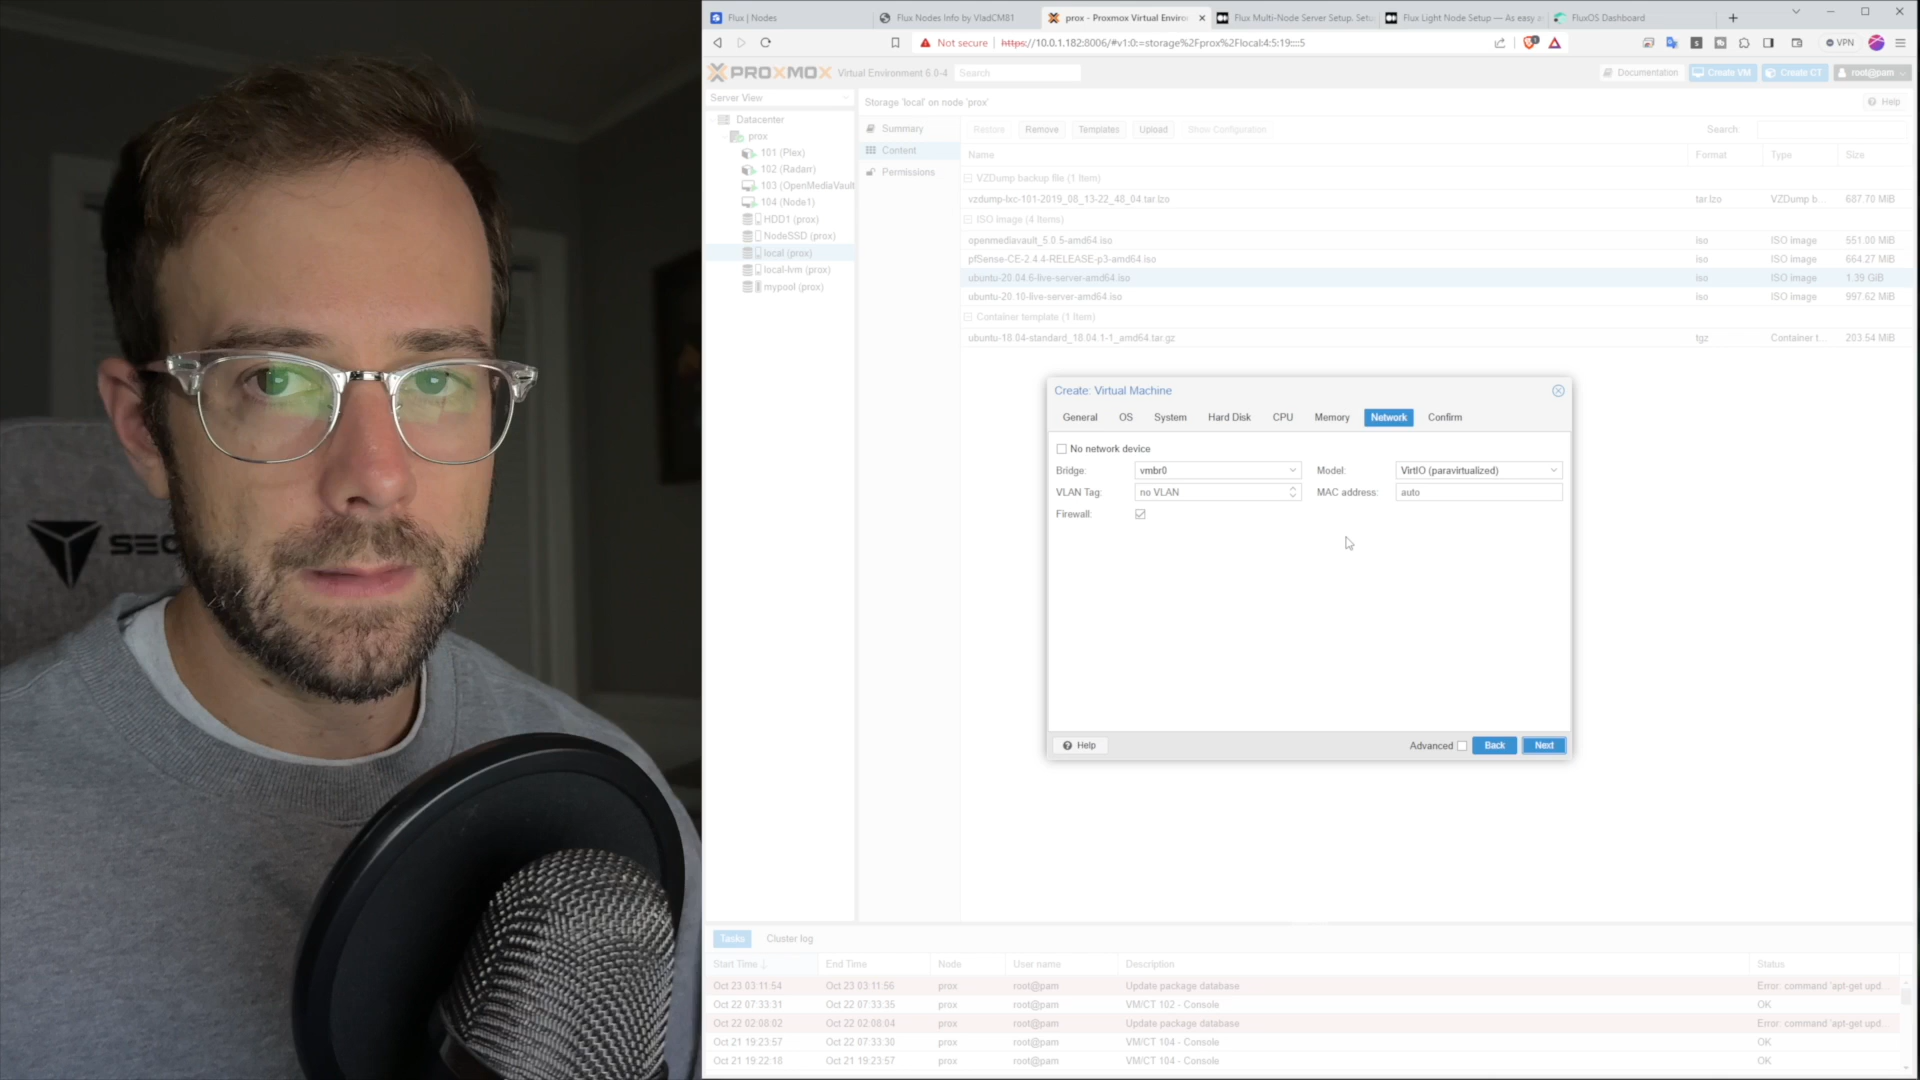 Flux | Nodes
Flux Nodes Info by VladCM81
prox - Proxmox Virtual Enviro
Flux Multi-Node Server Setup. Setu
Flux Light Node Setup — As easy a
FluxOS Dashboard
Not secure
https://10.0.1.182:8006/#v1:0:=storage%2Fprox%2Flocal:4:5:19::::5
VPN
PROXMOX
Virtual Environment 6.0-4
Search
Documentation
Create VM
Create CT
root@pam
Server View
Storage 'local' on node 'prox'
Help
Datacenter
prox
101 (Plex)
102 (Radarr)
103 (OpenMediaVault
104 (Node1)
HDD1 (prox)
NodeSSD (prox)
local (prox)
local-lvm (prox)
mypool (prox)
Summary
Content
Permissions
Restore
Remove
Templates
Upload
Show Configuration
Search:
Name
Format
Type
Size
VZDump backup file (1 Item)
vzdump-lxc-101-2019_08_13-22_48_04.tar.lzo
tar.lzo
VZDump b...
687.70 MiB
ISO image (4 Items)
openmediavault_5.0.5-amd64.iso
iso
ISO image
551.00 MiB
pfSense-CE-2.4.4-RELEASE-p3-amd64.iso
iso
ISO image
664.27 MiB
ubuntu-20.04.6-live-server-amd64.iso
iso
ISO image
1.39 GiB
ubuntu-20.10-live-server-amd64.iso
iso
ISO image
997.62 MiB
Container template (1 Item)
ubuntu-18.04-standard_18.04.1-1_amd64.tar.gz
tgz
Container t...
203.54 MiB
Create: Virtual Machine
General
OS
System
Hard Disk
CPU
Memory
Network
Confirm
No network device
Bridge:
vmbr0
Model:
VirtIO (paravirtualized)
VLAN Tag:
no VLAN
MAC address:
auto
Firewall:
Help
Advanced
Back
Next
SEC
Tasks
Cluster log
Start Time
End Time
Node
User name
Description
Status
Oct 23 03:11:54
Oct 23 03:11:56
prox
root@pam
Update package database
Error: command 'apt-get upd...
Oct 22 07:33:31
Oct 22 07:33:35
prox
root@pam
VM/CT 102 - Console
OK
Oct 22 02:08:02
Oct 22 02:08:04
prox
root@pam
Update package database
Error: command 'apt-get upd...
Oct 21 19:23:57
Oct 22 07:33:30
prox
root@pam
VM/CT 104 - Console
OK
Oct 21 19:22:18
Oct 21 19:23:57
prox
root@pam
VM/CT 104 - Console
OK